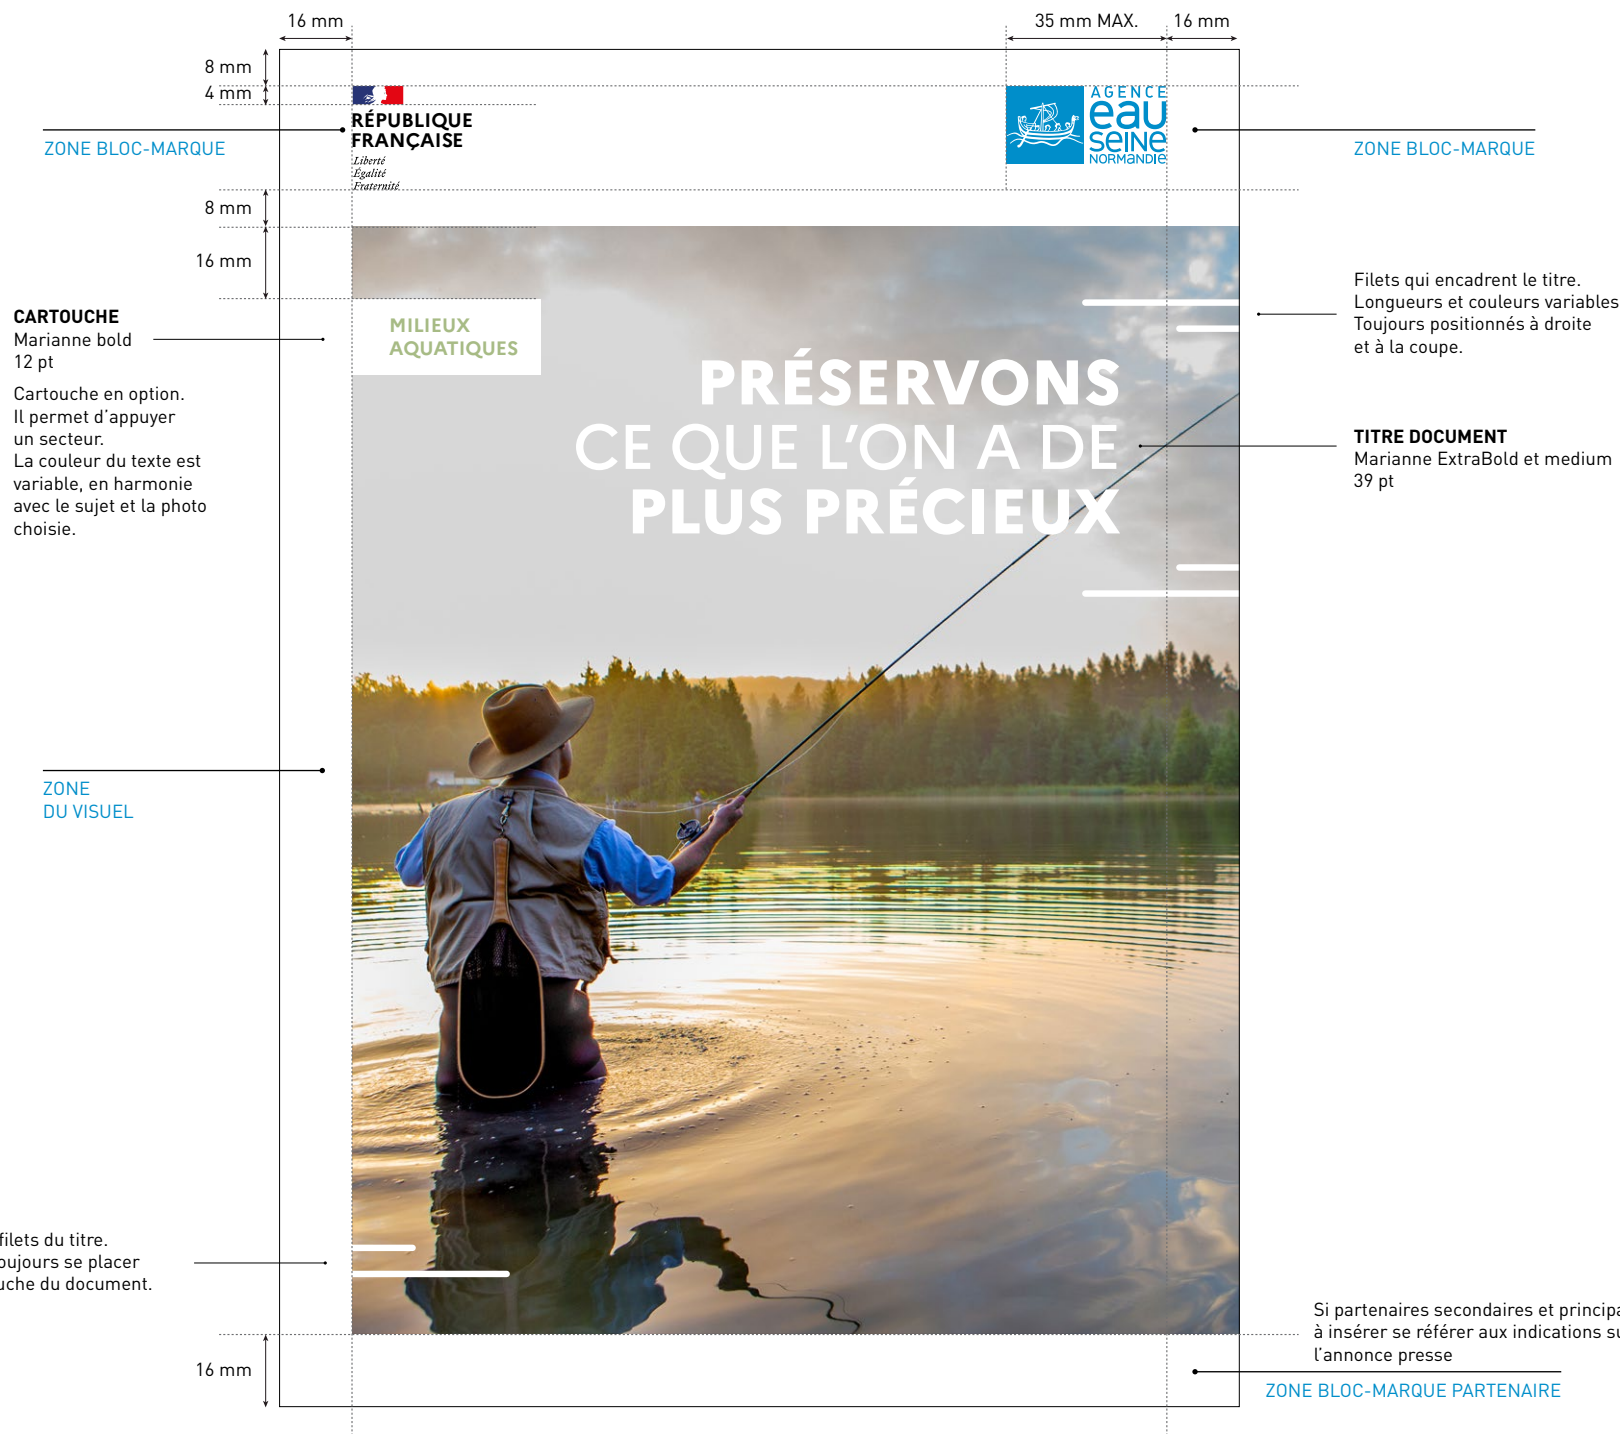 16 mm
35 mm MAX.
16 mm
8 mm
4 mm
RÉPUBLIQUE
FRANÇAISE
Liberté
Égalité
Fraternité
AGENCE
eau
SEINE
NORMANDIE
ZONE BLOC-MARQUE
ZONE BLOC-MARQUE
8 mm
16 mm
CARTOUCHE
Marianne bold
12 pt
Cartouche en option.
Il permet d'appuyer
un secteur.
La couleur du texte est
variable, en harmonie
avec le sujet et la photo
choisie.
MILIEUX
AQUATIQUES
PRÉSERVONS
CE QUE L'ON A DE
PLUS PRÉCIEUX
Filets qui encadrent le titre.
Longueurs et couleurs variables
Toujours positionnés à droite
et à la coupe.
TITRE DOCUMENT
Marianne ExtraBold et medium
39 pt
ZONE
DU VISUEL
filets du titre.
oujours se placer
uche du document.
16 mm
Si partenaires secondaires et principa
à insérer se référer aux indications su
l'annonce presse
ZONE BLOC-MARQUE PARTENAIRE